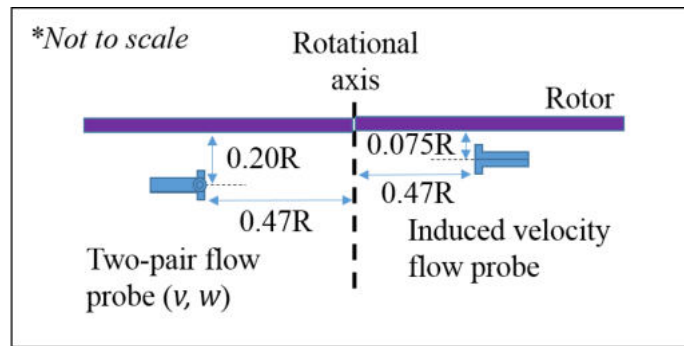 *Not to scale
Rotational
axis
Rotor
0.20R
0.075R
0.47R
0.47R
Two-pair flow
probe (v, w)
Induced velocity
flow probe